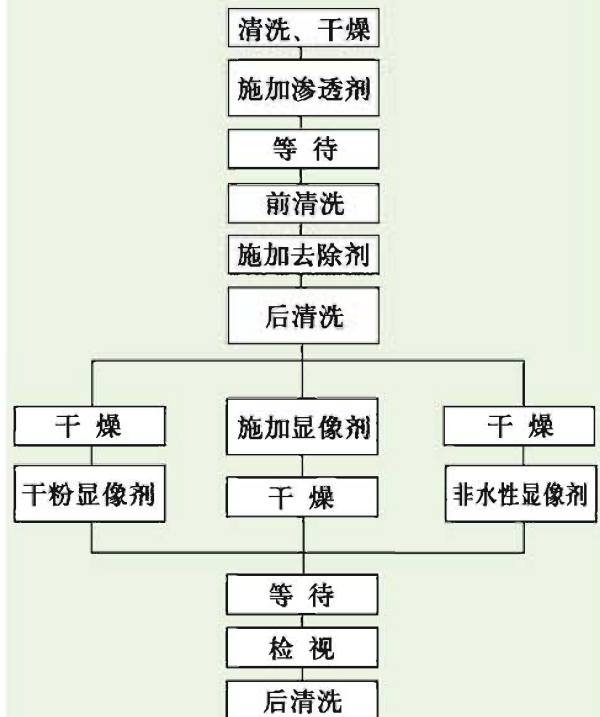 清洗、干燥
施加渗透剂
等待
前清洗
施加去除剂
后清洗
干燥
施加显像剂
干燥
干粉显像剂
干燥
非水性显像剂
等待
检视
后清洗